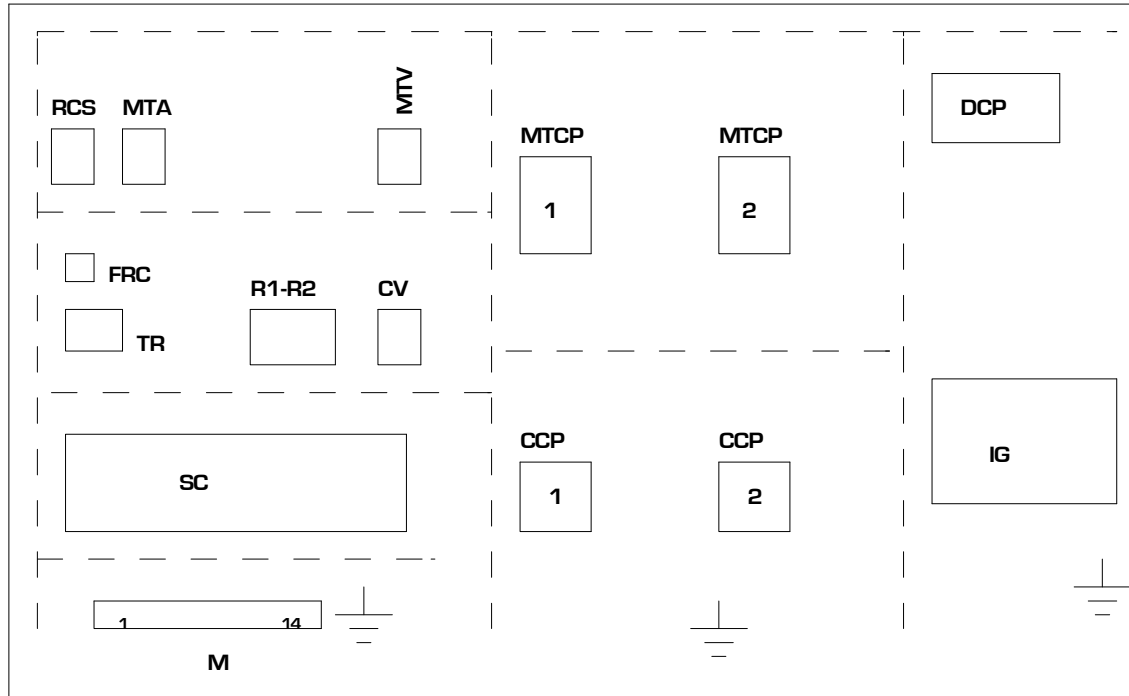 RCS MTA MTV
DCP
MTCP MTCP
1 2
FRC
R1-R2 CV
TR
CCP CCP
IG
SC
1 2
1 14
M